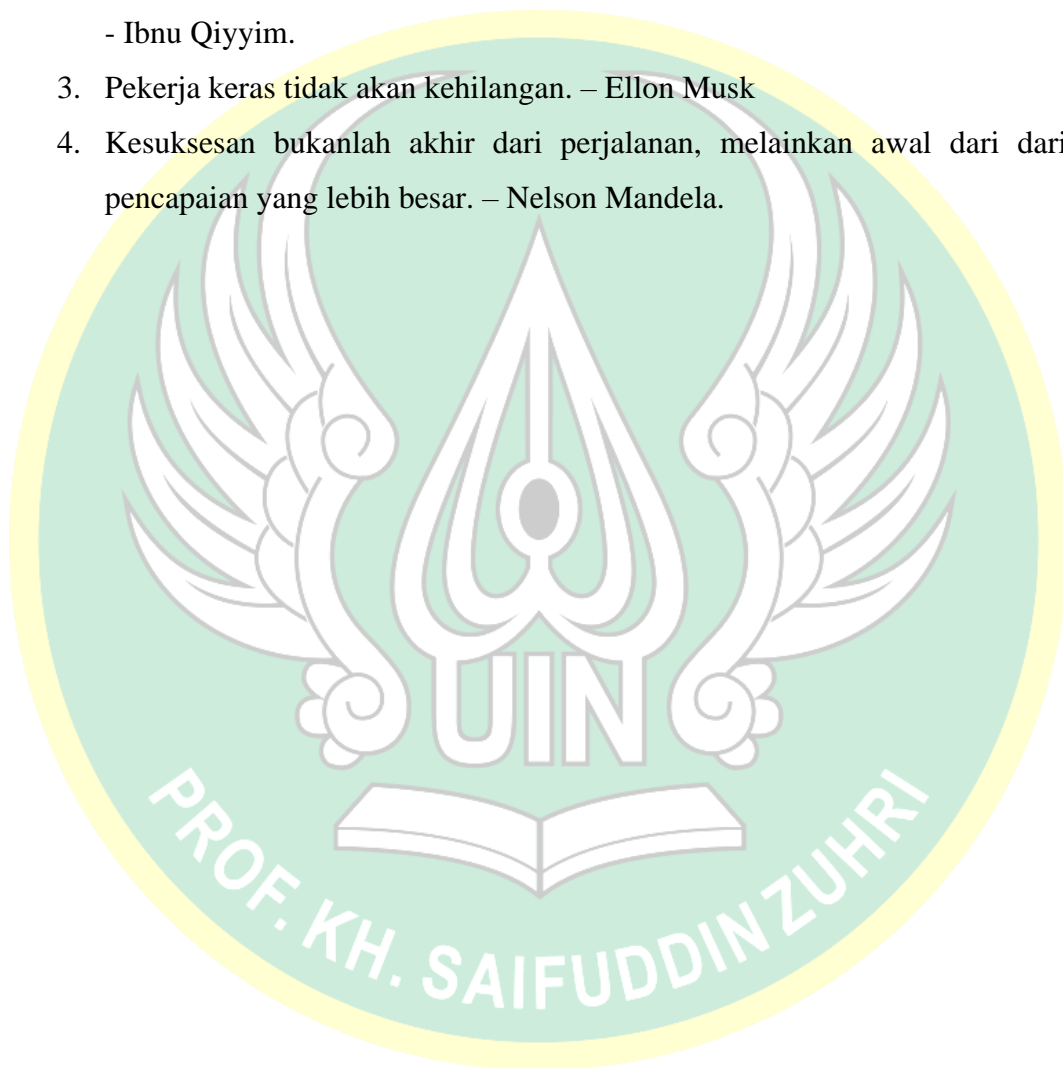 - Ibnu Qiyyim.
3. Pekerja keras tidak akan kehilangan. – Ellon Musk
4. Kesuksesan bukanlah akhir dari perjalanan, melainkan awal dari dari
pencapaian yang lebih besar. – Nelson Mandela.
UIN
PROF. KH. SAIFUDDIN ZUHRI